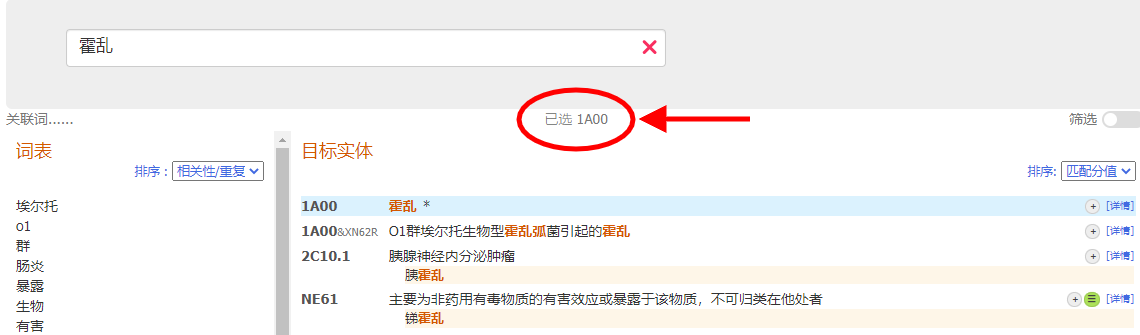 霍乱
关联词......
已选 1A00
筛选
词表
排序：相关性/重复
埃尔托
o1
群
肠炎
暴露
生物
有害
目标实体
排序: 匹配分值
1A00 霍乱 * [详情]
1A00&XN62R O1群埃尔托生物型霍乱弧菌引起的霍乱 [详情]
2C10.1 胰腺神经内分泌肿瘤 [详情]
胰霍乱
NE61 主要为非药用有毒物质的有害效应或暴露于该物质，不可归类在他处者 [详情]
锑霍乱